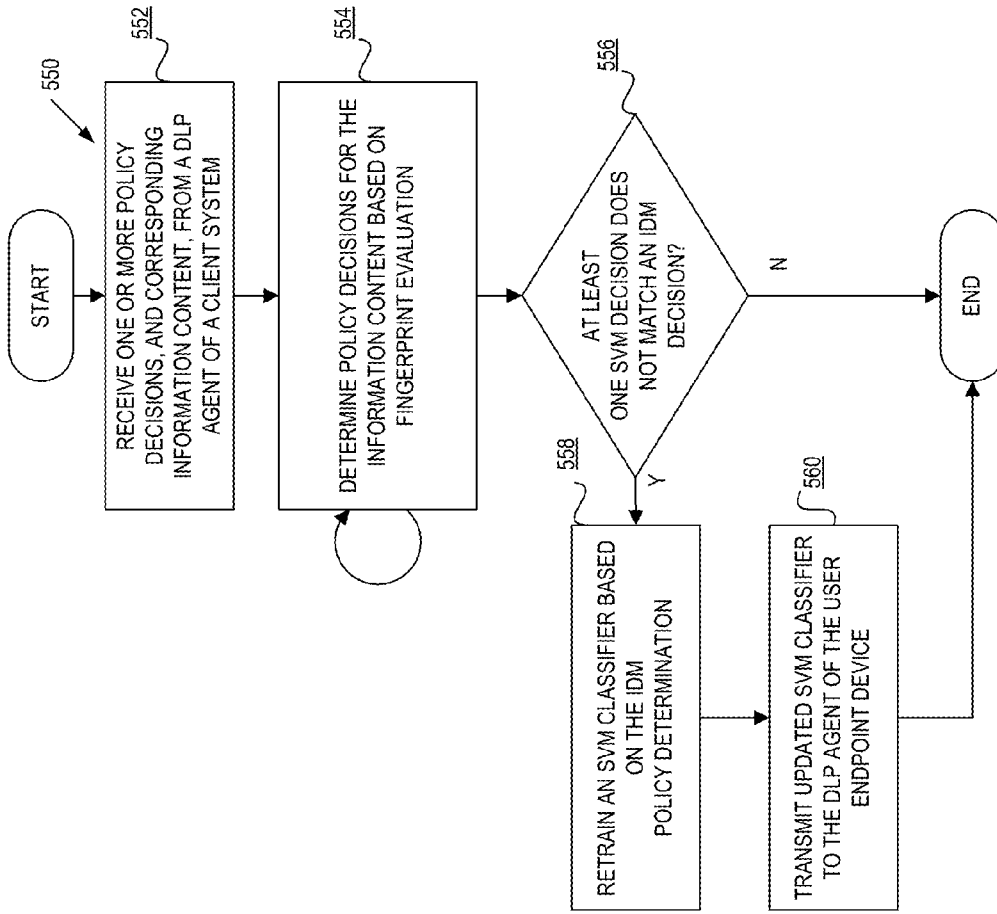 START
550
552
RECEIVE ONE OR MORE POLICY
DECISIONS, AND CORRESPONDING
INFORMATION CONTENT, FROM A DLP
AGENT OF A CLIENT SYSTEM
554
DETERMINE POLICY DECISIONS FOR THE
INFORMATION CONTENT BASED ON
FINGERPRINT EVALUATION
556
AT LEAST
ONE SVM DECISION DOES
NOT MATCH AN IDM
DECISION?
Y
N
558
RETRAIN AN SVM CLASSIFIER BASED
ON THE IDM
POLICY DETERMINATION
560
TRANSMIT UPDATED SVM CLASSIFIER
TO THE DLP AGENT OF THE USER
ENDPOINT DEVICE
END